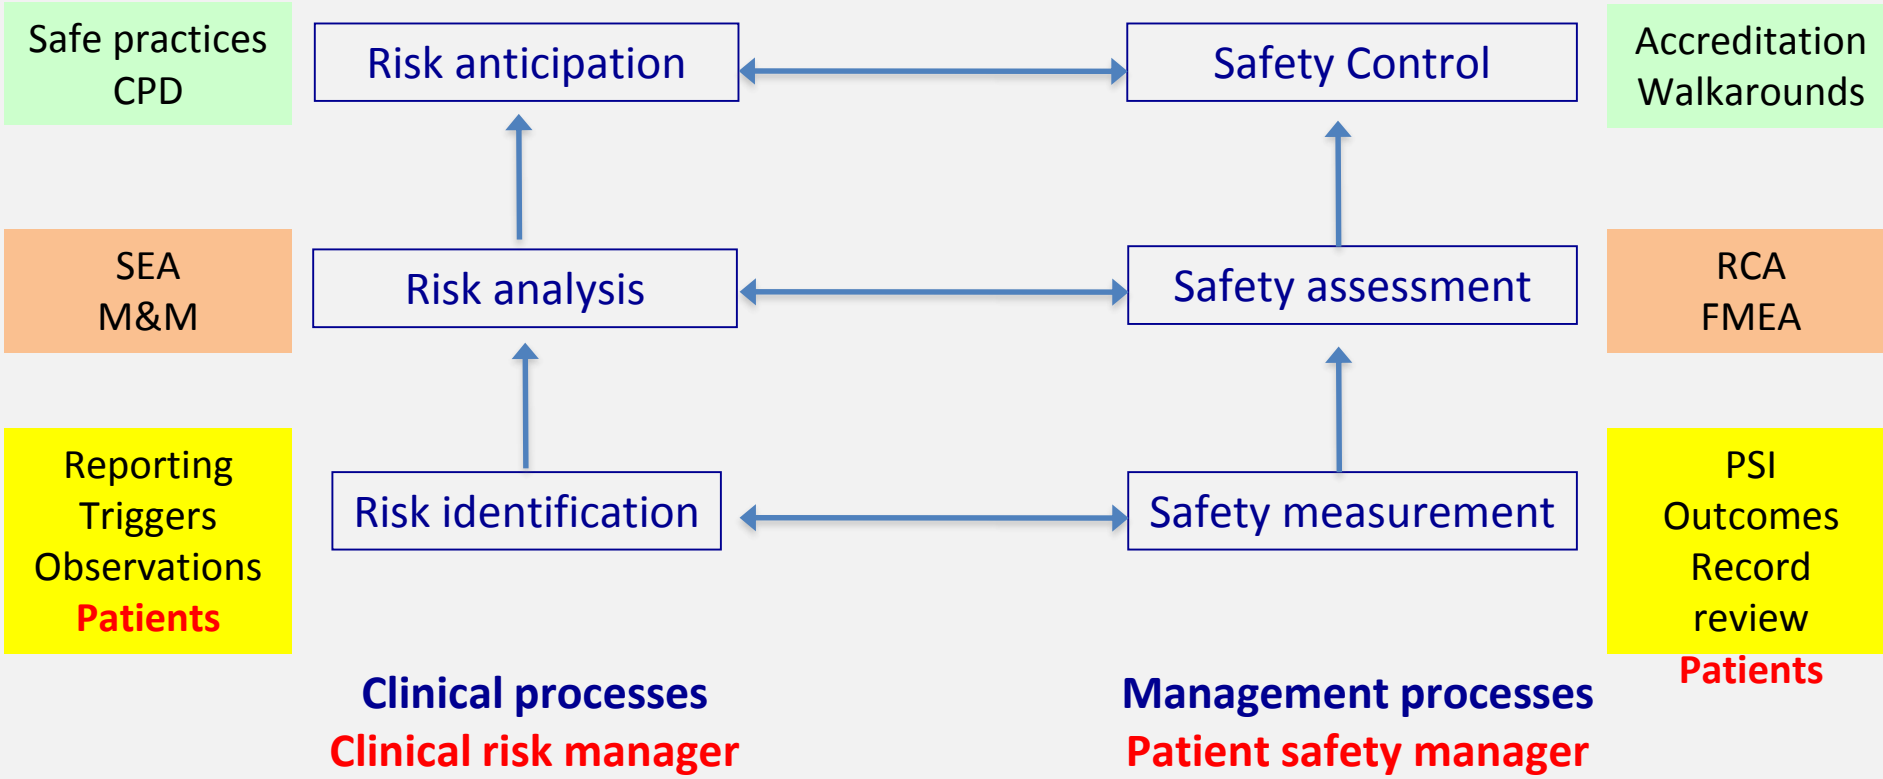 Safe practices
CPD
Risk anticipation
Safety Control
Accreditation
Walkarounds
SEA
M&M
Risk analysis
Safety assessment
RCA
FMEA
Reporting
Triggers
Observations
Patients
Risk identification
Safety measurement
PSI
Outcomes
Record
review
Patients
Clinical processes
Clinical risk manager
Management processes
Patient safety manager